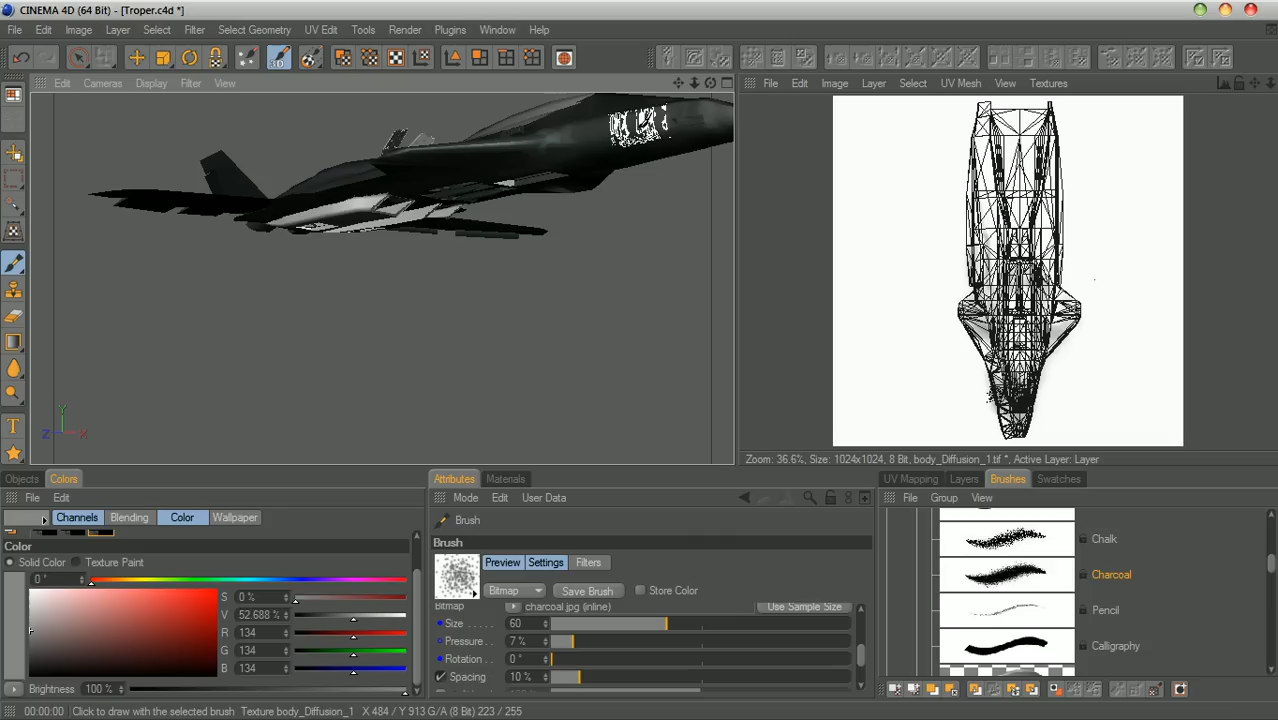 CINEMA 4D (64 Bit) - [Troper.c4d *]
File Edit Image Layer Filter Select Select Geometry UV Edit Tools Render Plugins Window Help
3D
Edit Cameras Display Filter View
File Edit Image Layer Select UV Mesh View Textures
Y
Z X
Zoom: 36.6%, Size: 1024x1024, 8 Bit, body_Diffusion_1.tif *, Active Layer: Layer
Objects Colors
Attributes Materials
UV Mapping Layers Brushes Swatches
File Edit
Mode Edit User Data
File Group View
Channels Blending Color Wallpaper
Brush
Color
Brush
Chalk
Solid Color Texture Paint
Preview Settings Filters
0 °
Charcoal
S 0 %
Bitmap Save Brush Store Color
V 52.688 %
Bitmap charcoal.jpg (inline) Use Sample Size
Pencil
R 134
Size 60
G 134
Pressure 7 %
Calligraphy
B 134
Rotation 0 °
Spacing 10 %
Brightness 100 %
00:00:00 Click to draw with the selected brush Texture body_Diffusion_1 X 484 / Y 913 G/A (8 Bit) 223 / 255